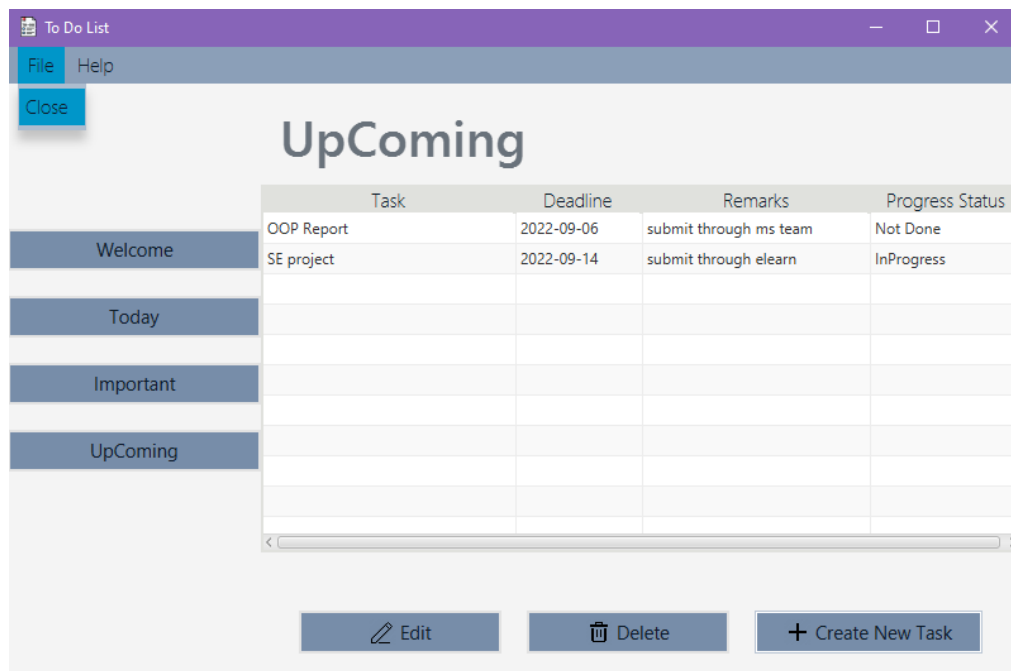 To Do List
File Help
Close
UpComing
Task Deadline Remarks Progress Status
OOP Report 2022-09-06 submit through ms team Not Done
SE project 2022-09-14 submit through elearn InProgress
Welcome
Today
Important
UpComing
Edit Delete Create New Task